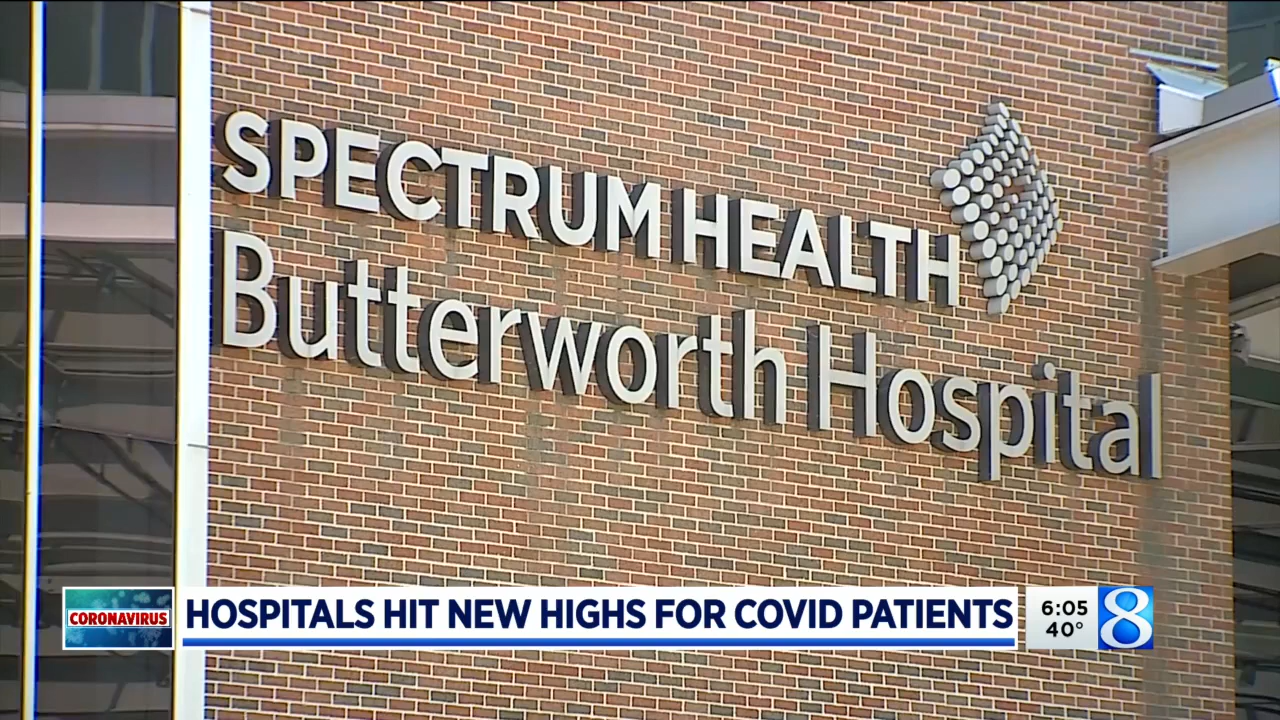 SPECTRUM HEALTH
Butterworth Hospital
CORONAVIRUS
HOSPITALS HIT NEW HIGHS FOR COVID PATIENTS
6:05
40°
8